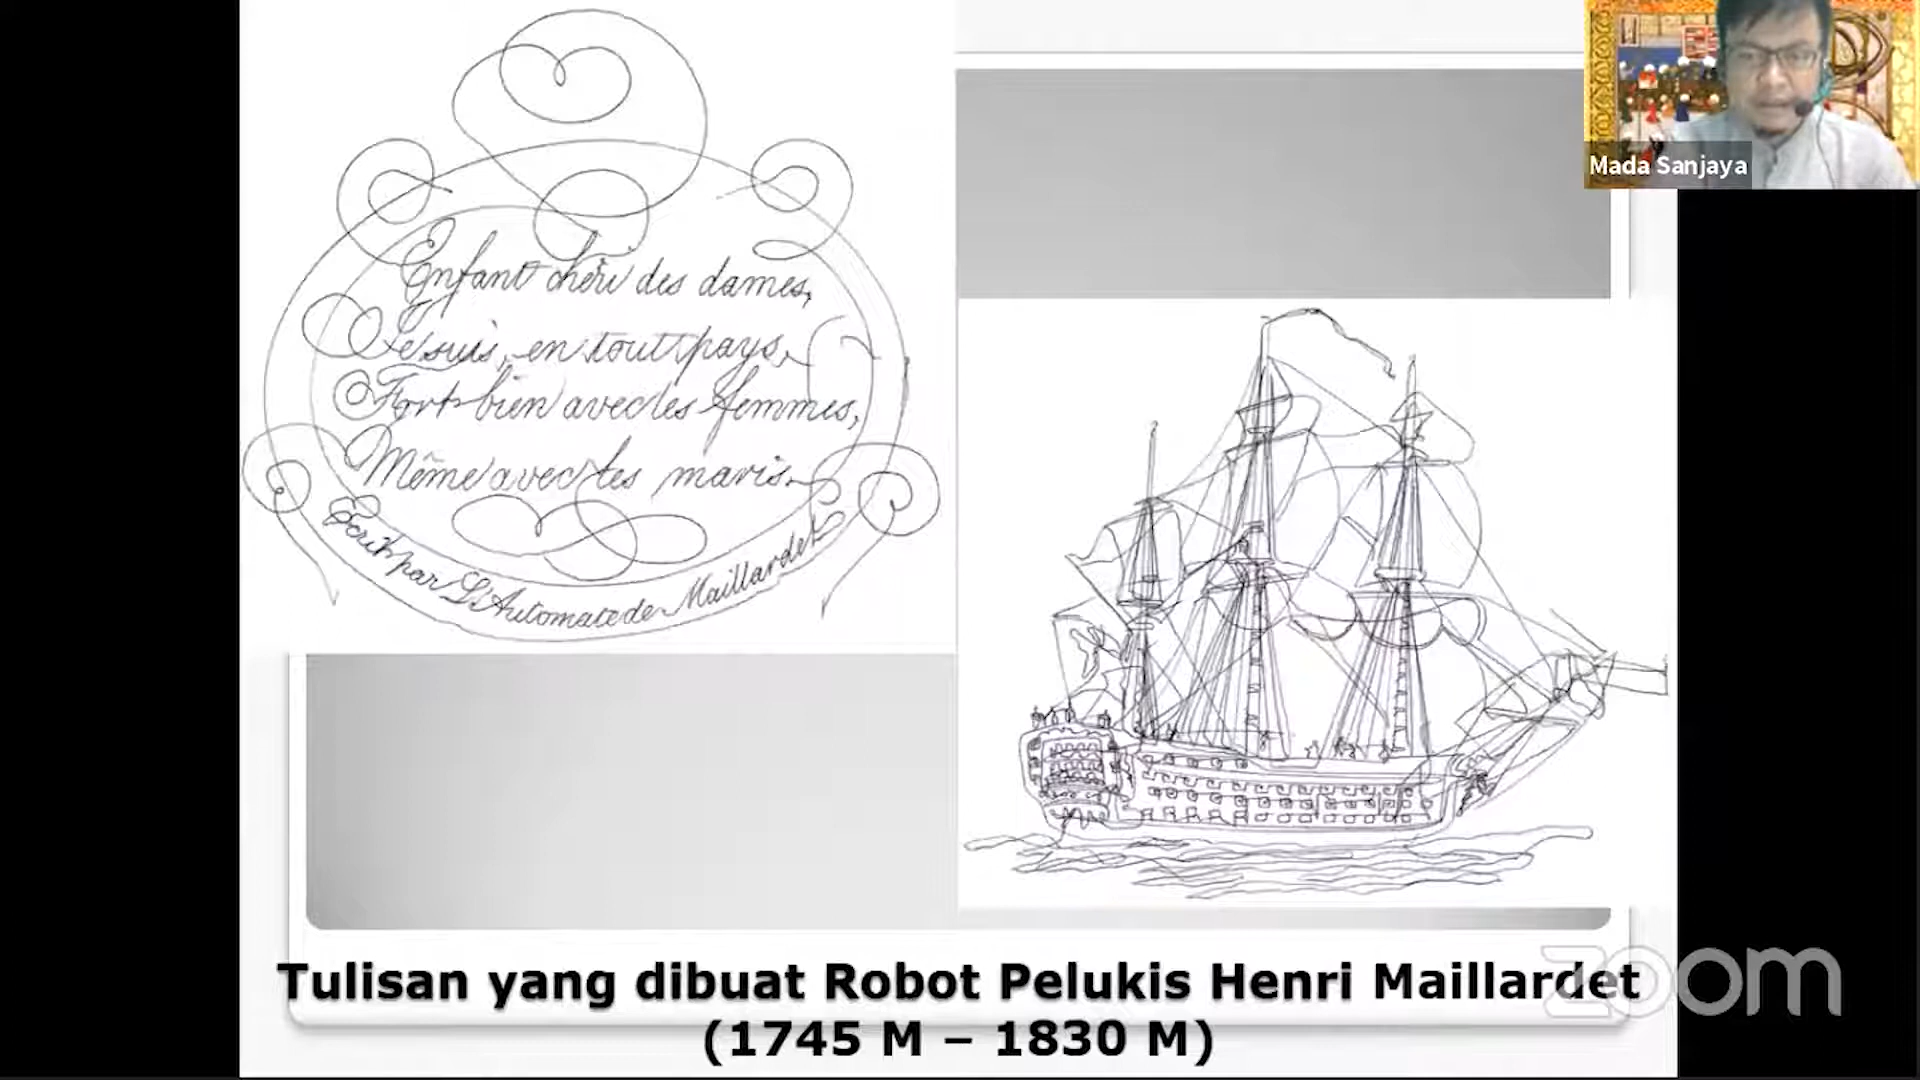 Enfant chéri des dames,
Je suis, en tout pays,
Fort bien avec les femmes,
Même avec les maris.
Ecrit par L'Automate de Maillardet
Mada Sanjaya
Tulisan yang dibuat Robot Pelukis Henri Maillardet
(1745 M – 1830 M)
zoom